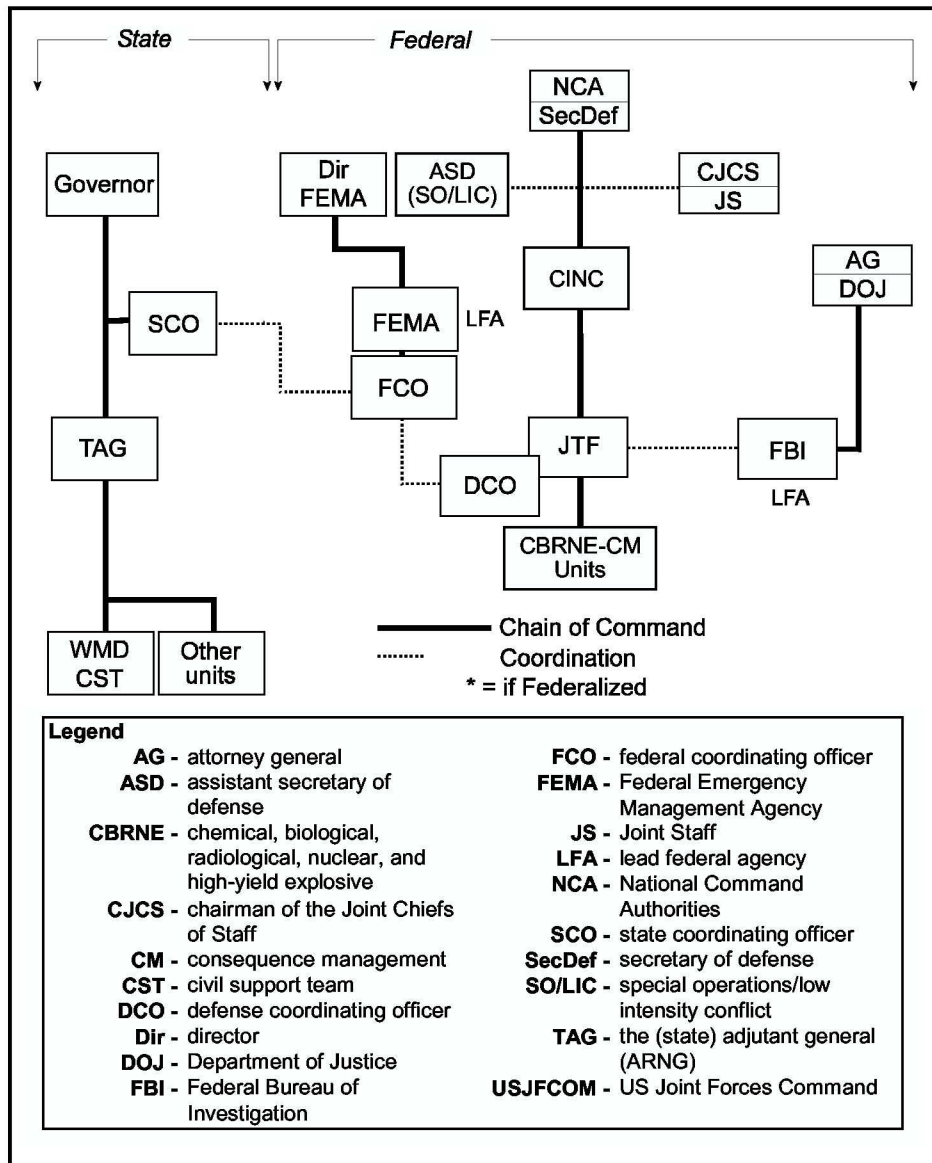 State
Federal
NCA
SecDef
Governor
Dir
FEMA
ASD
(SO/LIC)
CJCS
JS
CINC
AG
DOJ
SCO
FEMA
LFA
FCO
TAG
JTF
FBI
DCO
LFA
CBRNE-CM
Units
WMD
CST
Other
units
Chain of Command
Coordination
* = if Federalized
Legend
AG - attorney general
ASD - assistant secretary of
defense
CBRNE - chemical, biological,
radiological, nuclear, and
high-yield explosive
CJCS - chairman of the Joint Chiefs
of Staff
CM - consequence management
CST - civil support team
DCO - defense coordinating officer
Dir - director
DOJ - Department of Justice
FBI - Federal Bureau of
Investigation
FCO - federal coordinating officer
FEMA - Federal Emergency
Management Agency
JS - Joint Staff
LFA - lead federal agency
NCA - National Command
Authorities
SCO - state coordinating officer
SecDef - secretary of defense
SO/LIC - special operations/low
intensity conflict
TAG - the (state) adjutant general
(ARNG)
USJFCOM - US Joint Forces Command